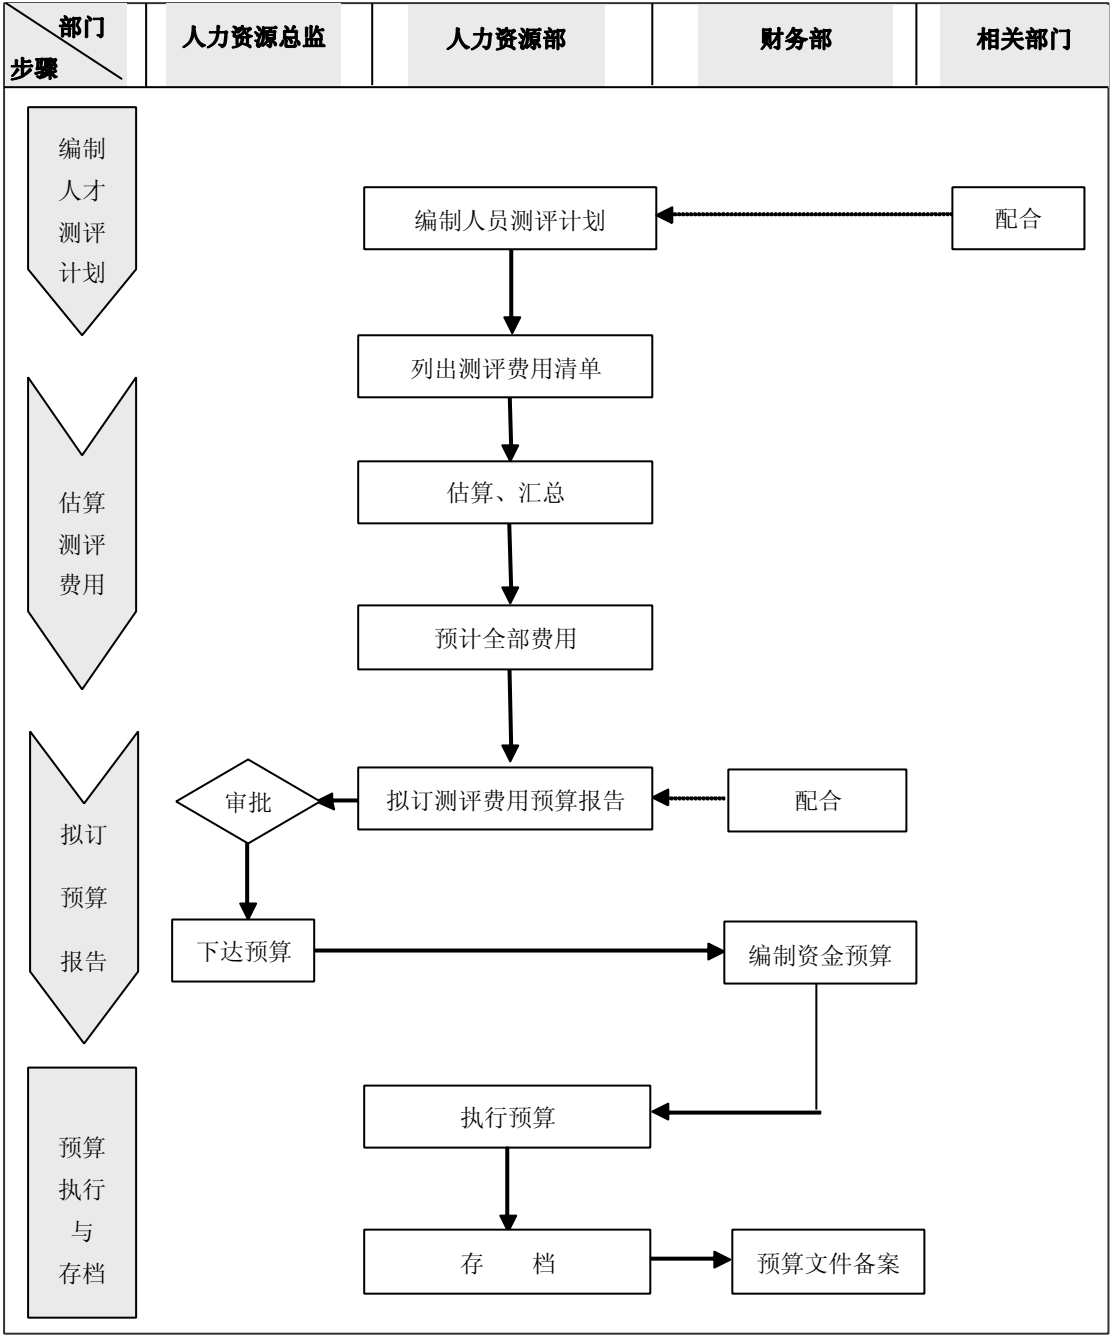 部门
步骤
人力资源总监
人力资源部
财务部
相关部门
编制
人才
测评
计划
编制人员测评计划
配合
列出测评费用清单
估算
测评
费用
估算、汇总
预计全部费用
拟订
预算
报告
审批
拟订测评费用预算报告
配合
下达预算
编制资金预算
预算
执行
与
存档
执行预算
存 档
预算文件备案